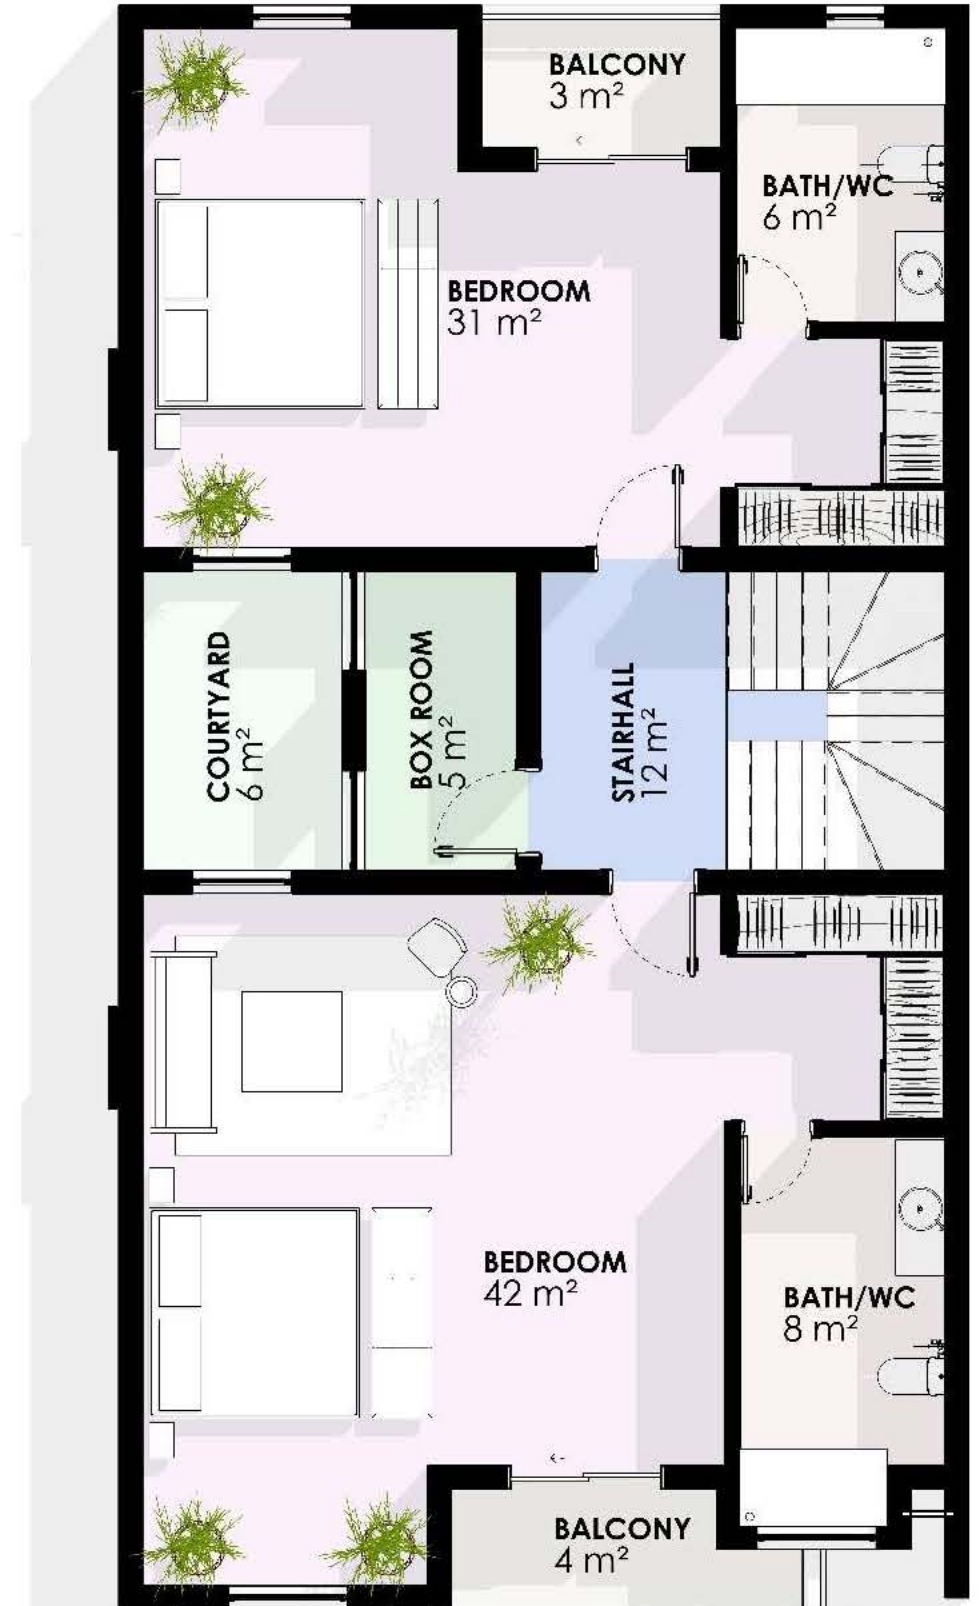 BALCONY
3 m²
BATH/WC
6 m²
BEDROOM
31 m²
COURTYARD
6 m²
BOX ROOM
5 m²
STAIRHALL
12 m²
BEDROOM
42 m²
BATH/WC
8 m²
BALCONY
4 m²